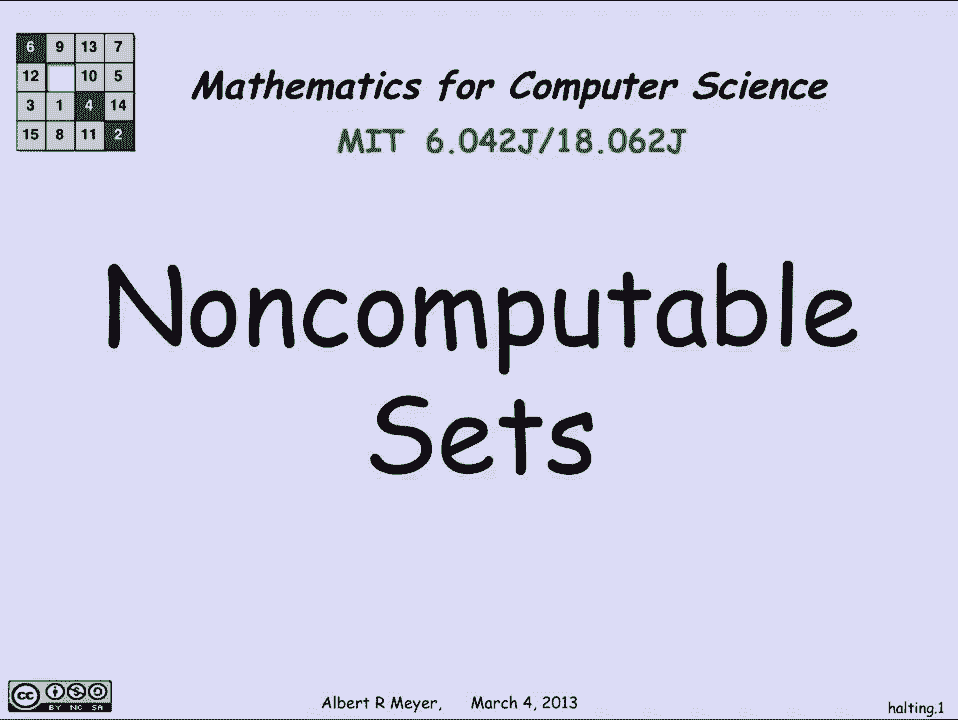 6 9 13 7
12 10 5
3 1 4 14
15 8 11 2
Mathematics for Computer Science
MIT 6.042J/18.062J
Noncomputable
Sets
cc
BY NC SA
Albert R Meyer, March 4, 2013
halting.1